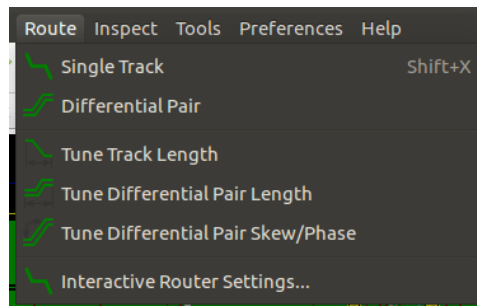 Route Inspect Tools Preferences Help
Single Track Shift+X
Differential Pair
Tune Track Length
Tune Differential Pair Length
Tune Differential Pair Skew/Phase
Interactive Router Settings...